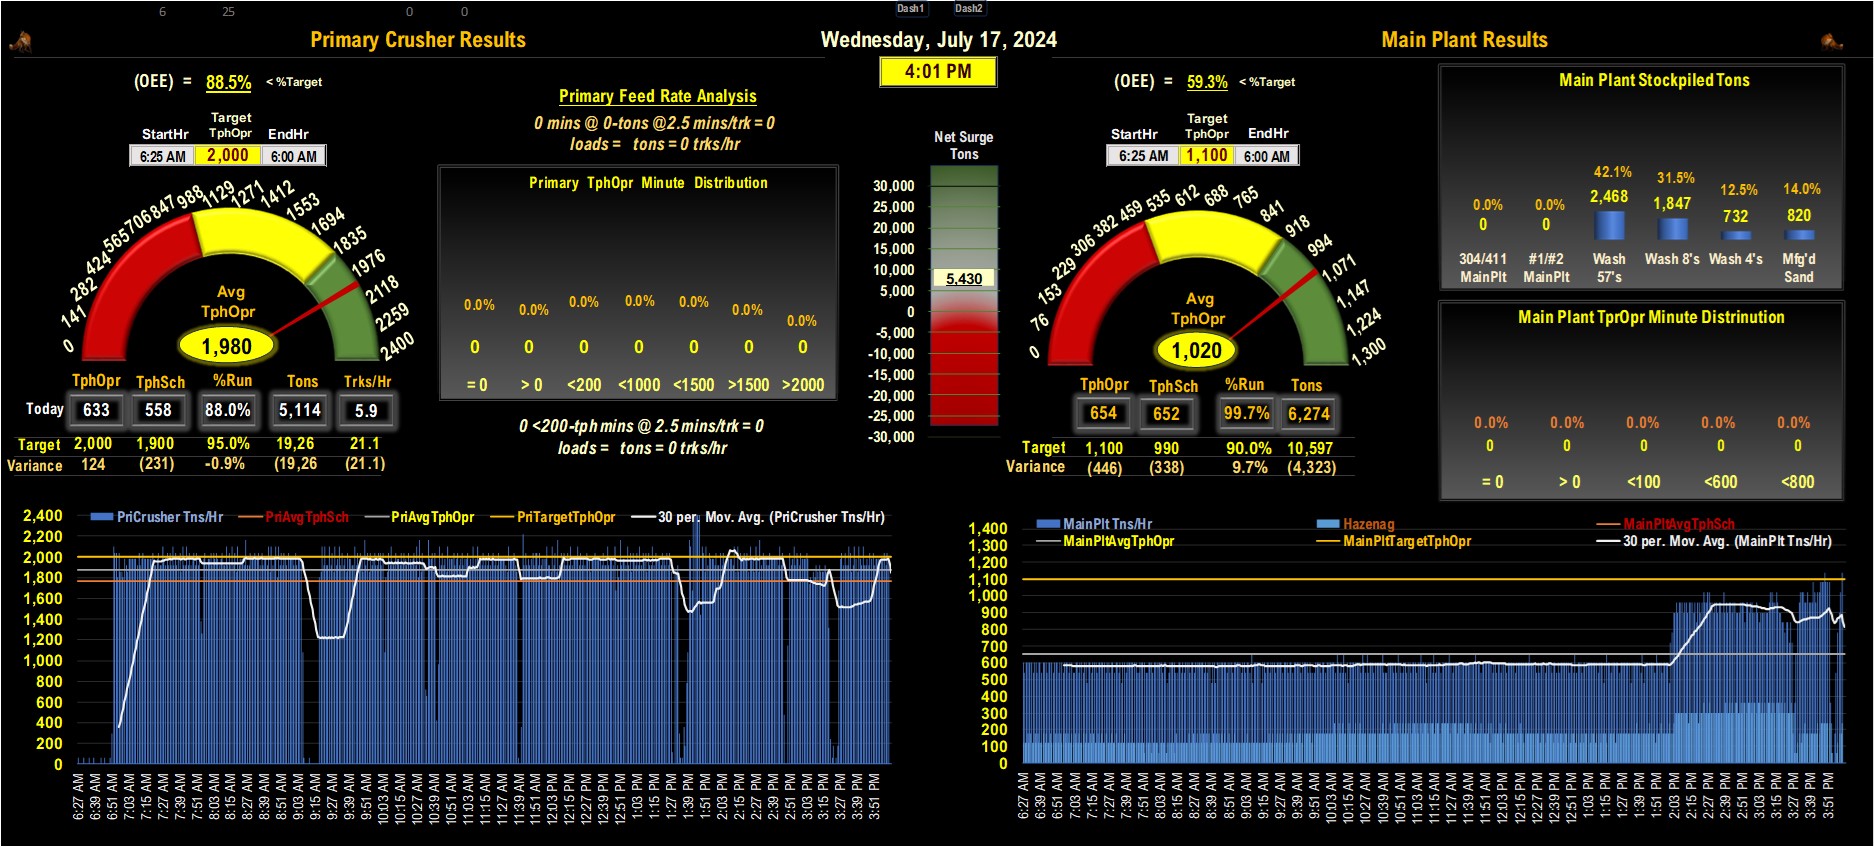 6 25 0 0 Dash1 Dash2
Primary Crusher Results
Wednesday, July 17, 2024
Main Plant Results
4:01 PM
(OEE) = 88.5% < %Target
Target
StartHr TphOpr EndHr
6:25 AM 2,000 6:00 AM
0 141 282 424 565 706 847 988 1129 1271 1412 1553 1694 1835 1976 2118 2259 2400
Avg
TphOpr
1,980
TphOpr TphSch %Run Tons Trks/Hr
Today 633 558 88.0% 5,114 5.9
Target 2,000 1,900 95.0% 19,26 21.1
Variance 124 (231) -0.9% (19,26 (21.1)
Primary Feed Rate Analysis
0 mins @ 0-tons @2.5 mins/trk = 0
loads = tons = 0 trks/hr
Primary TphOpr Minute Distribution
0.0% 0.0% 0.0% 0.0% 0.0% 0.0% 0.0%
0 0 0 0 0 0 0
= 0 > 0 <200 <1000 <1500 >1500 >2000
0 <200-tph mins @ 2.5 mins/trk = 0
loads = tons = 0 trks/hr
Net Surge
Tons
30,000
25,000
20,000
15,000
10,000
5,430
5,000
0
-5,000
-10,000
-15,000
-20,000
-25,000
-30,000
(OEE) = 59.3% < %Target
Target
StartHr TphOpr EndHr
6:25 AM 1,100 6:00 AM
0 76 153 229 306 382 459 535 612 688 765 841 918 994 1,071 1,147 1,224 1,300
Avg
TphOpr
1,020
TphOpr TphSch %Run Tons
654 652 99.7% 6,274
Target 1,100 990 90.0% 10,597
Variance (446) (338) 9.7% (4,323)
Main Plant Stockpiled Tons
0.0% 0.0% 42.1% 31.5% 12.5% 14.0%
0 0 2,468 1,847 732 820
304/411 #1/#2 Wash Wash 8's Wash 4's Mfg'd
MainPlt MainPlt 57's Sand
Main Plant TprOpr Minute Distrinution
0.0% 0.0% 0.0% 0.0% 0.0%
0 0 0 0 0
= 0 > 0 <100 <600 <800
PriCrusher Tns/Hr PriAvgTphSch PriAvgTphOpr PriTargetTphOpr 30 per. Mov. Avg. (PriCrusher Tns/Hr)
2,400
2,200
2,000
1,800
1,600
1,400
1,200
1,000
800
600
400
200
0
6:27 AM 6:39 AM 6:51 AM 7:03 AM 7:15 AM 7:27 AM 7:39 AM 7:51 AM 8:03 AM 8:15 AM 8:27 AM 8:39 AM 8:51 AM 9:03 AM 9:15 AM 9:27 AM 9:39 AM 9:51 AM 10:03 AM 10:15 AM 10:27 AM 10:39 AM 10:51 AM 11:03 AM 11:15 AM 11:27 AM 11:39 AM 11:51 AM 12:03 PM 12:15 PM 12:27 PM 12:39 PM 12:51 PM 1:03 PM 1:15 PM 1:27 PM 1:39 PM 1:51 PM 2:03 PM 2:15 PM 2:27 PM 2:39 PM 2:51 PM 3:03 PM 3:15 PM 3:27 PM 3:39 PM 3:51 PM
MainPlt Tns/Hr Hazenag MainPltAvgTphSch
MainPltAvgTphOpr MainPltTargetTphOpr 30 per. Mov. Avg. (MainPlt Tns/Hr)
1,400
1,300
1,200
1,100
1,000
900
800
700
600
500
400
300
200
100
0
6:27 AM 6:39 AM 6:51 AM 7:03 AM 7:15 AM 7:27 AM 7:39 AM 7:51 AM 8:03 AM 8:15 AM 8:27 AM 8:39 AM 8:51 AM 9:03 AM 9:15 AM 9:27 AM 9:39 AM 9:51 AM 10:03 AM 10:15 AM 10:27 AM 10:39 AM 10:51 AM 11:03 AM 11:15 AM 11:27 AM 11:39 AM 11:51 AM 12:03 PM 12:15 PM 12:27 PM 12:39 PM 12:51 PM 1:03 PM 1:15 PM 1:27 PM 1:39 PM 1:51 PM 2:03 PM 2:15 PM 2:27 PM 2:39 PM 2:51 PM 3:03 PM 3:15 PM 3:27 PM 3:39 PM 3:51 PM